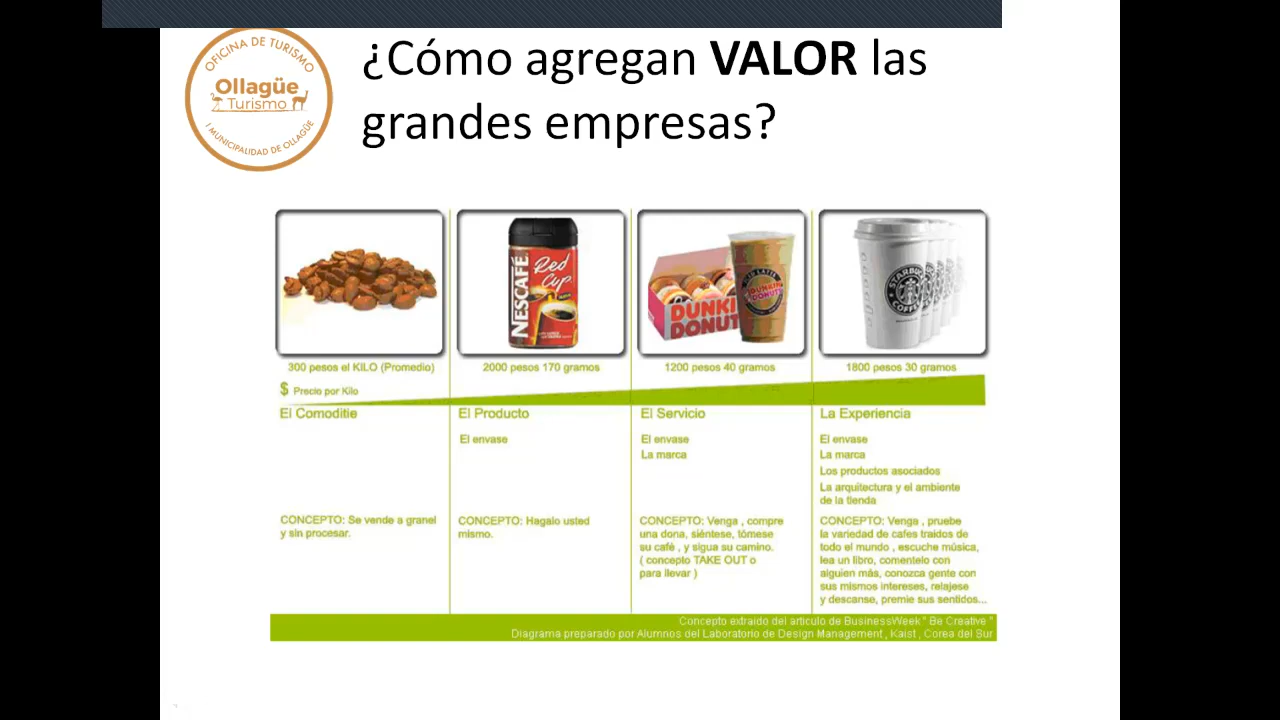 OFICINA DE TURISMO
Ollagüe
Turismo
I MUNICIPALIDAD DE OLLAGÜE
¿Cómo agregan VALOR las
grandes empresas?
NESCAFÉ
Red
Cup
ICED LATTE
DUNKIN'
DONUTS
DUNKI
DONUT
STARBUCKS
COFFEE
300 pesos el KILO (Promedio)
2000 pesos 170 gramos
1200 pesos 40 gramos
1800 pesos 30 gramos
$ Precio por Kilo
El Comoditie
El Producto
El Servicio
La Experiencia
El envase
El envase
La marca
El envase
La marca
Los productos asociados
La arquitectura y el ambiente
de la tienda
CONCEPTO: Se vende a granel
y sin procesar.
CONCEPTO: Hagalo usted
mismo.
CONCEPTO: Venga , compre
una dona, siéntese, tómese
su café , y siga su camino.
( concepto TAKE OUT o
para llevar )
CONCEPTO: Venga , pruebe
la variedad de cafes traidos de
todo el mundo , escuche música,
lea un libro, comentelo con
alguien más, conozca gente con
sus mismos intereses, relajese
y descanse, premie sus sentidos...
Concepto extraido del articulo de BusinessWeek " Be Creative "
Diagrama preparado por Alumnos del Laboratorio de Design Management , Kaist , Corea del Sur